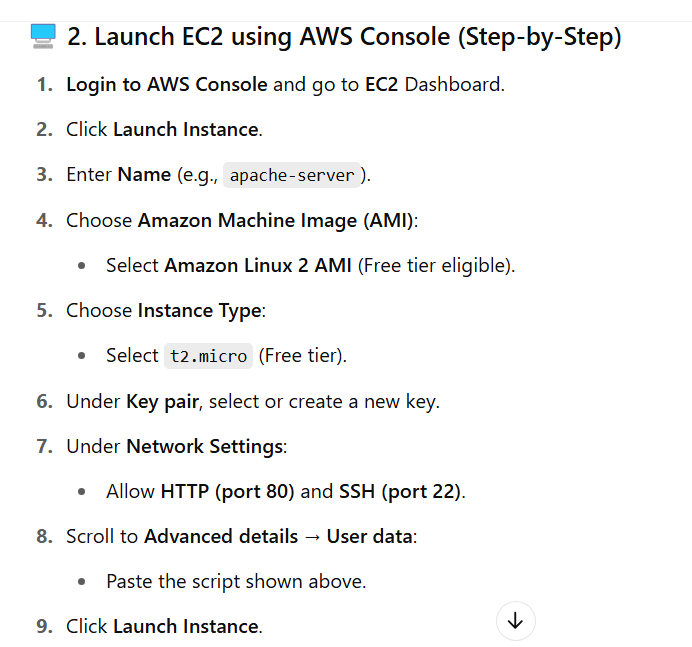 2. Launch EC2 using AWS Console (Step-by-Step)
1. Login to AWS Console and go to EC2 Dashboard.
2. Click Launch Instance.
3. Enter Name (e.g., apache-server).
4. Choose Amazon Machine Image (AMI):
• Select Amazon Linux 2 AMI (Free tier eligible).
5. Choose Instance Type:
• Select t2.micro (Free tier).
6. Under Key pair, select or create a new key.
7. Under Network Settings:
• Allow HTTP (port 80) and SSH (port 22).
8. Scroll to Advanced details → User data:
• Paste the script shown above.
9. Click Launch Instance.